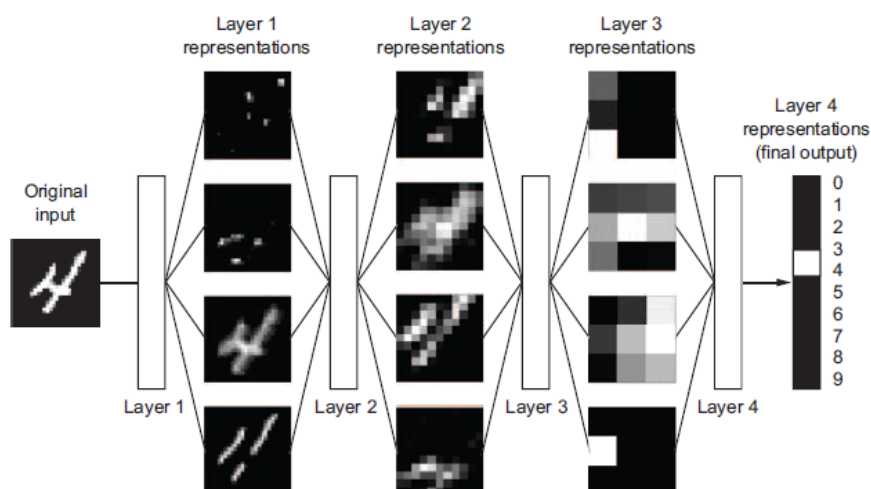 Layer 1
representations
Layer 2
representations
Layer 3
representations
Layer 4
representations
(final output)
Original
input
0
1
2
3
4
5
6
7
8
9
Layer 1
Layer 2
Layer 3
Layer 4